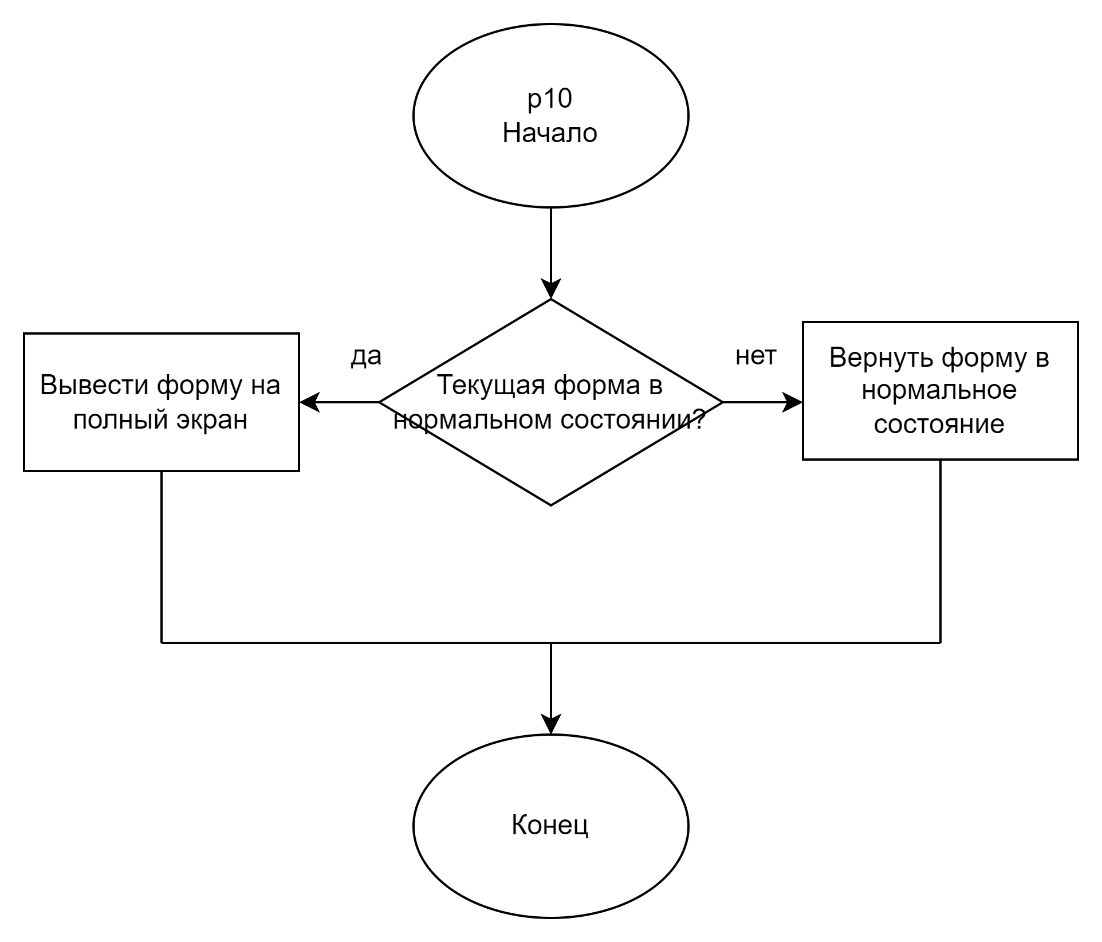 p10
Начало
да
нет
Вывести форму на
полный экран
Текущая форма в
нормальном состоянии?
Вернуть форму в
нормальное
состояние
Конец